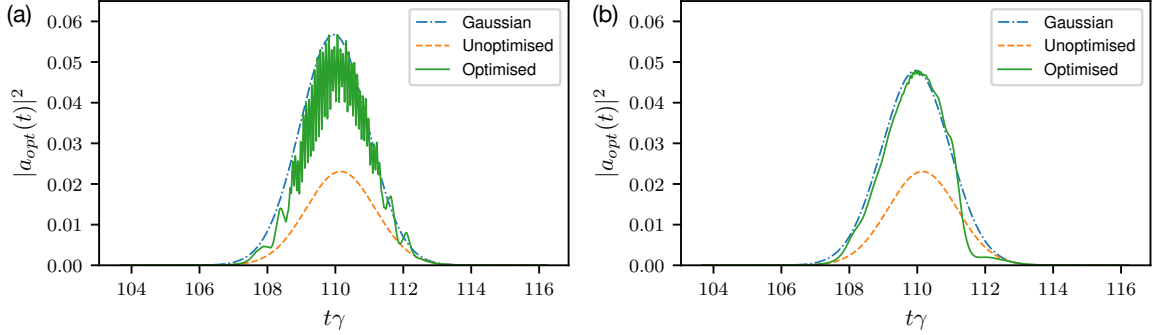 (a)
0.06
0.05
0.04
0.03
0.02
0.01
0.00
|a_{opt}(t)|^2
104 106 108 110 112 114 116
tγ
Gaussian
Unoptimised
Optimised
(b)
0.06
0.05
0.04
0.03
0.02
0.01
0.00
|a_{opt}(t)|^2
104 106 108 110 112 114 116
tγ
Gaussian
Unoptimised
Optimised